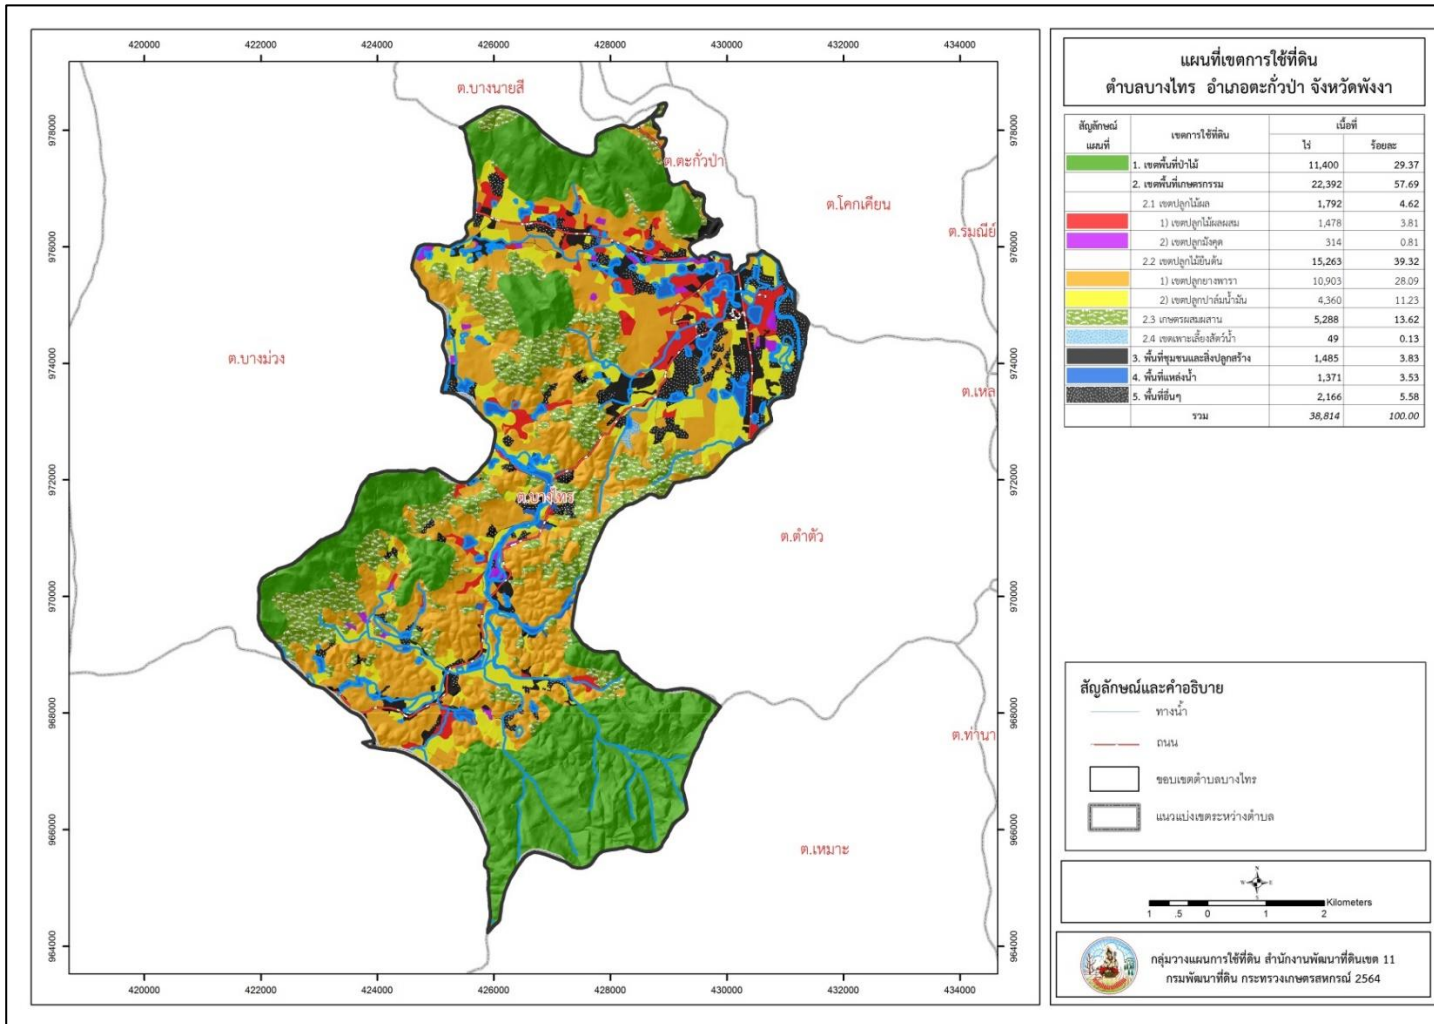 420000 422000 424000 426000 428000 430000 432000 434000
978000 978000
976000 976000
974000 974000
972000 972000
970000 970000
968000 968000
966000 966000
964000 964000
420000 422000 424000 426000 428000 430000 432000 434000
ต.บางนายสี
ต.ตะกั่วป่า
ต.โคกเคียน
ต.รมณีย์
ต.บางม่วง
ต.เหล
ต.บางไทร
ต.ตำตัว
ต.ท่านา
ต.เหมาะ
แผนที่เขตการใช้ที่ดิน
ตำบลบางไทร อำเภอตะกั่วป่า จังหวัดพังงา
สัญลักษณ์ เขตการใช้ที่ดิน เนื้อที่
แผนที่ ไร่ ร้อยละ
1. เขตพื้นที่ป่าไม้ 11,400 29.37
2. เขตพื้นที่เกษตรกรรม 22,392 57.69
2.1 เขตปลูกไม้ผล 1,792 4.62
1) เขตปลูกไม้ผลผสม 1,478 3.81
2) เขตปลูกมังคุด 314 0.81
2.2 เขตปลูกไม้ยืนต้น 15,263 39.32
1) เขตปลูกยางพารา 10,903 28.09
2) เขตปลูกปาล์มน้ำมัน 4,360 11.23
2.3 เกษตรผสมผสาน 5,288 13.62
2.4 เขตเพาะเลี้ยงสัตว์น้ำ 49 0.13
3. พื้นที่ชุมชนและสิ่งปลูกสร้าง 1,485 3.83
4. พื้นที่แหล่งน้ำ 1,371 3.53
5. พื้นที่อื่นๆ 2,166 5.58
รวม 38,814 100.00
สัญลักษณ์และคำอธิบาย
ทางน้ำ
ถนน
ขอบเขตตำบลบางไทร
แนวแบ่งเขตระหว่างตำบล
N
W E
S
1 .5 0 1 2 Kilometers
กลุ่มวางแผนการใช้ที่ดิน สำนักงานพัฒนาที่ดินเขต 11
กรมพัฒนาที่ดิน กระทรวงเกษตรสหกรณ์ 2564